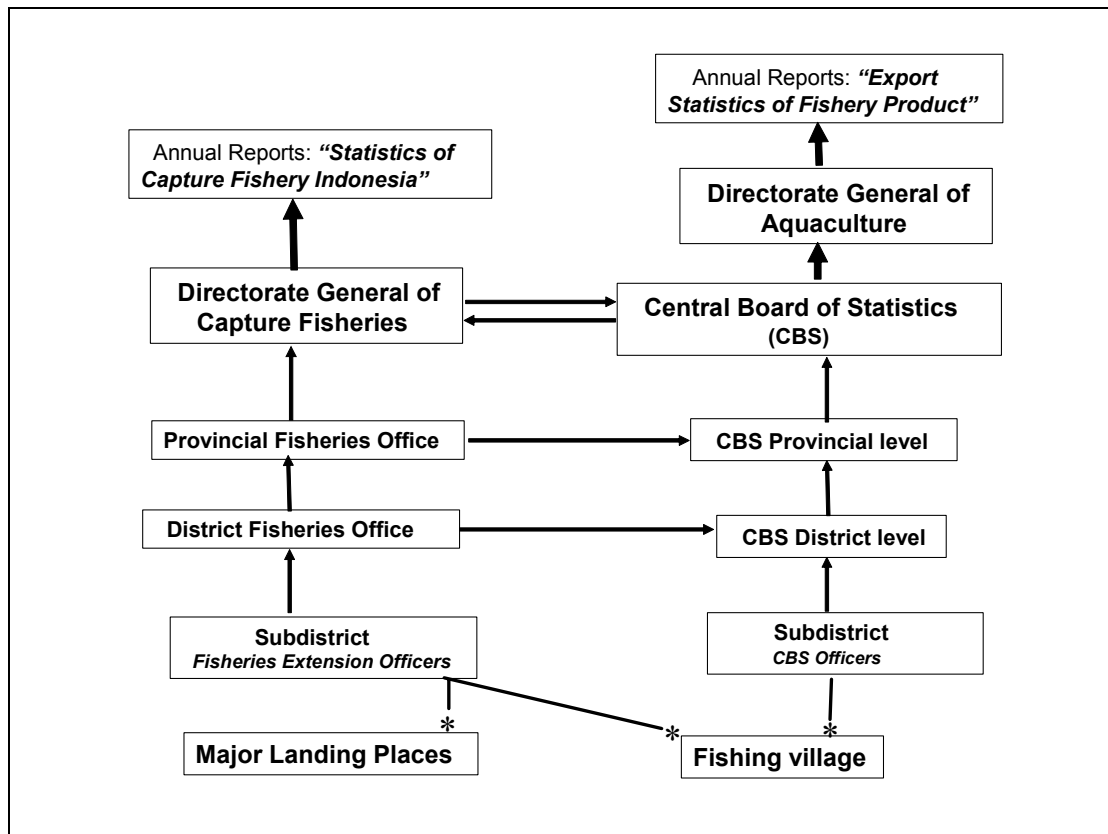 Annual Reports: “Export
Statistics of Fishery Product”
Annual Reports: “Statistics of
Capture Fishery Indonesia”
Directorate General of
Aquaculture
Directorate General of
Capture Fisheries
Central Board of Statistics
(CBS)
Provincial Fisheries Office
CBS Provincial level
District Fisheries Office
CBS District level
Subdistrict
Fisheries Extension Officers
Subdistrict
CBS Officers
*
*
*
Major Landing Places
Fishing village